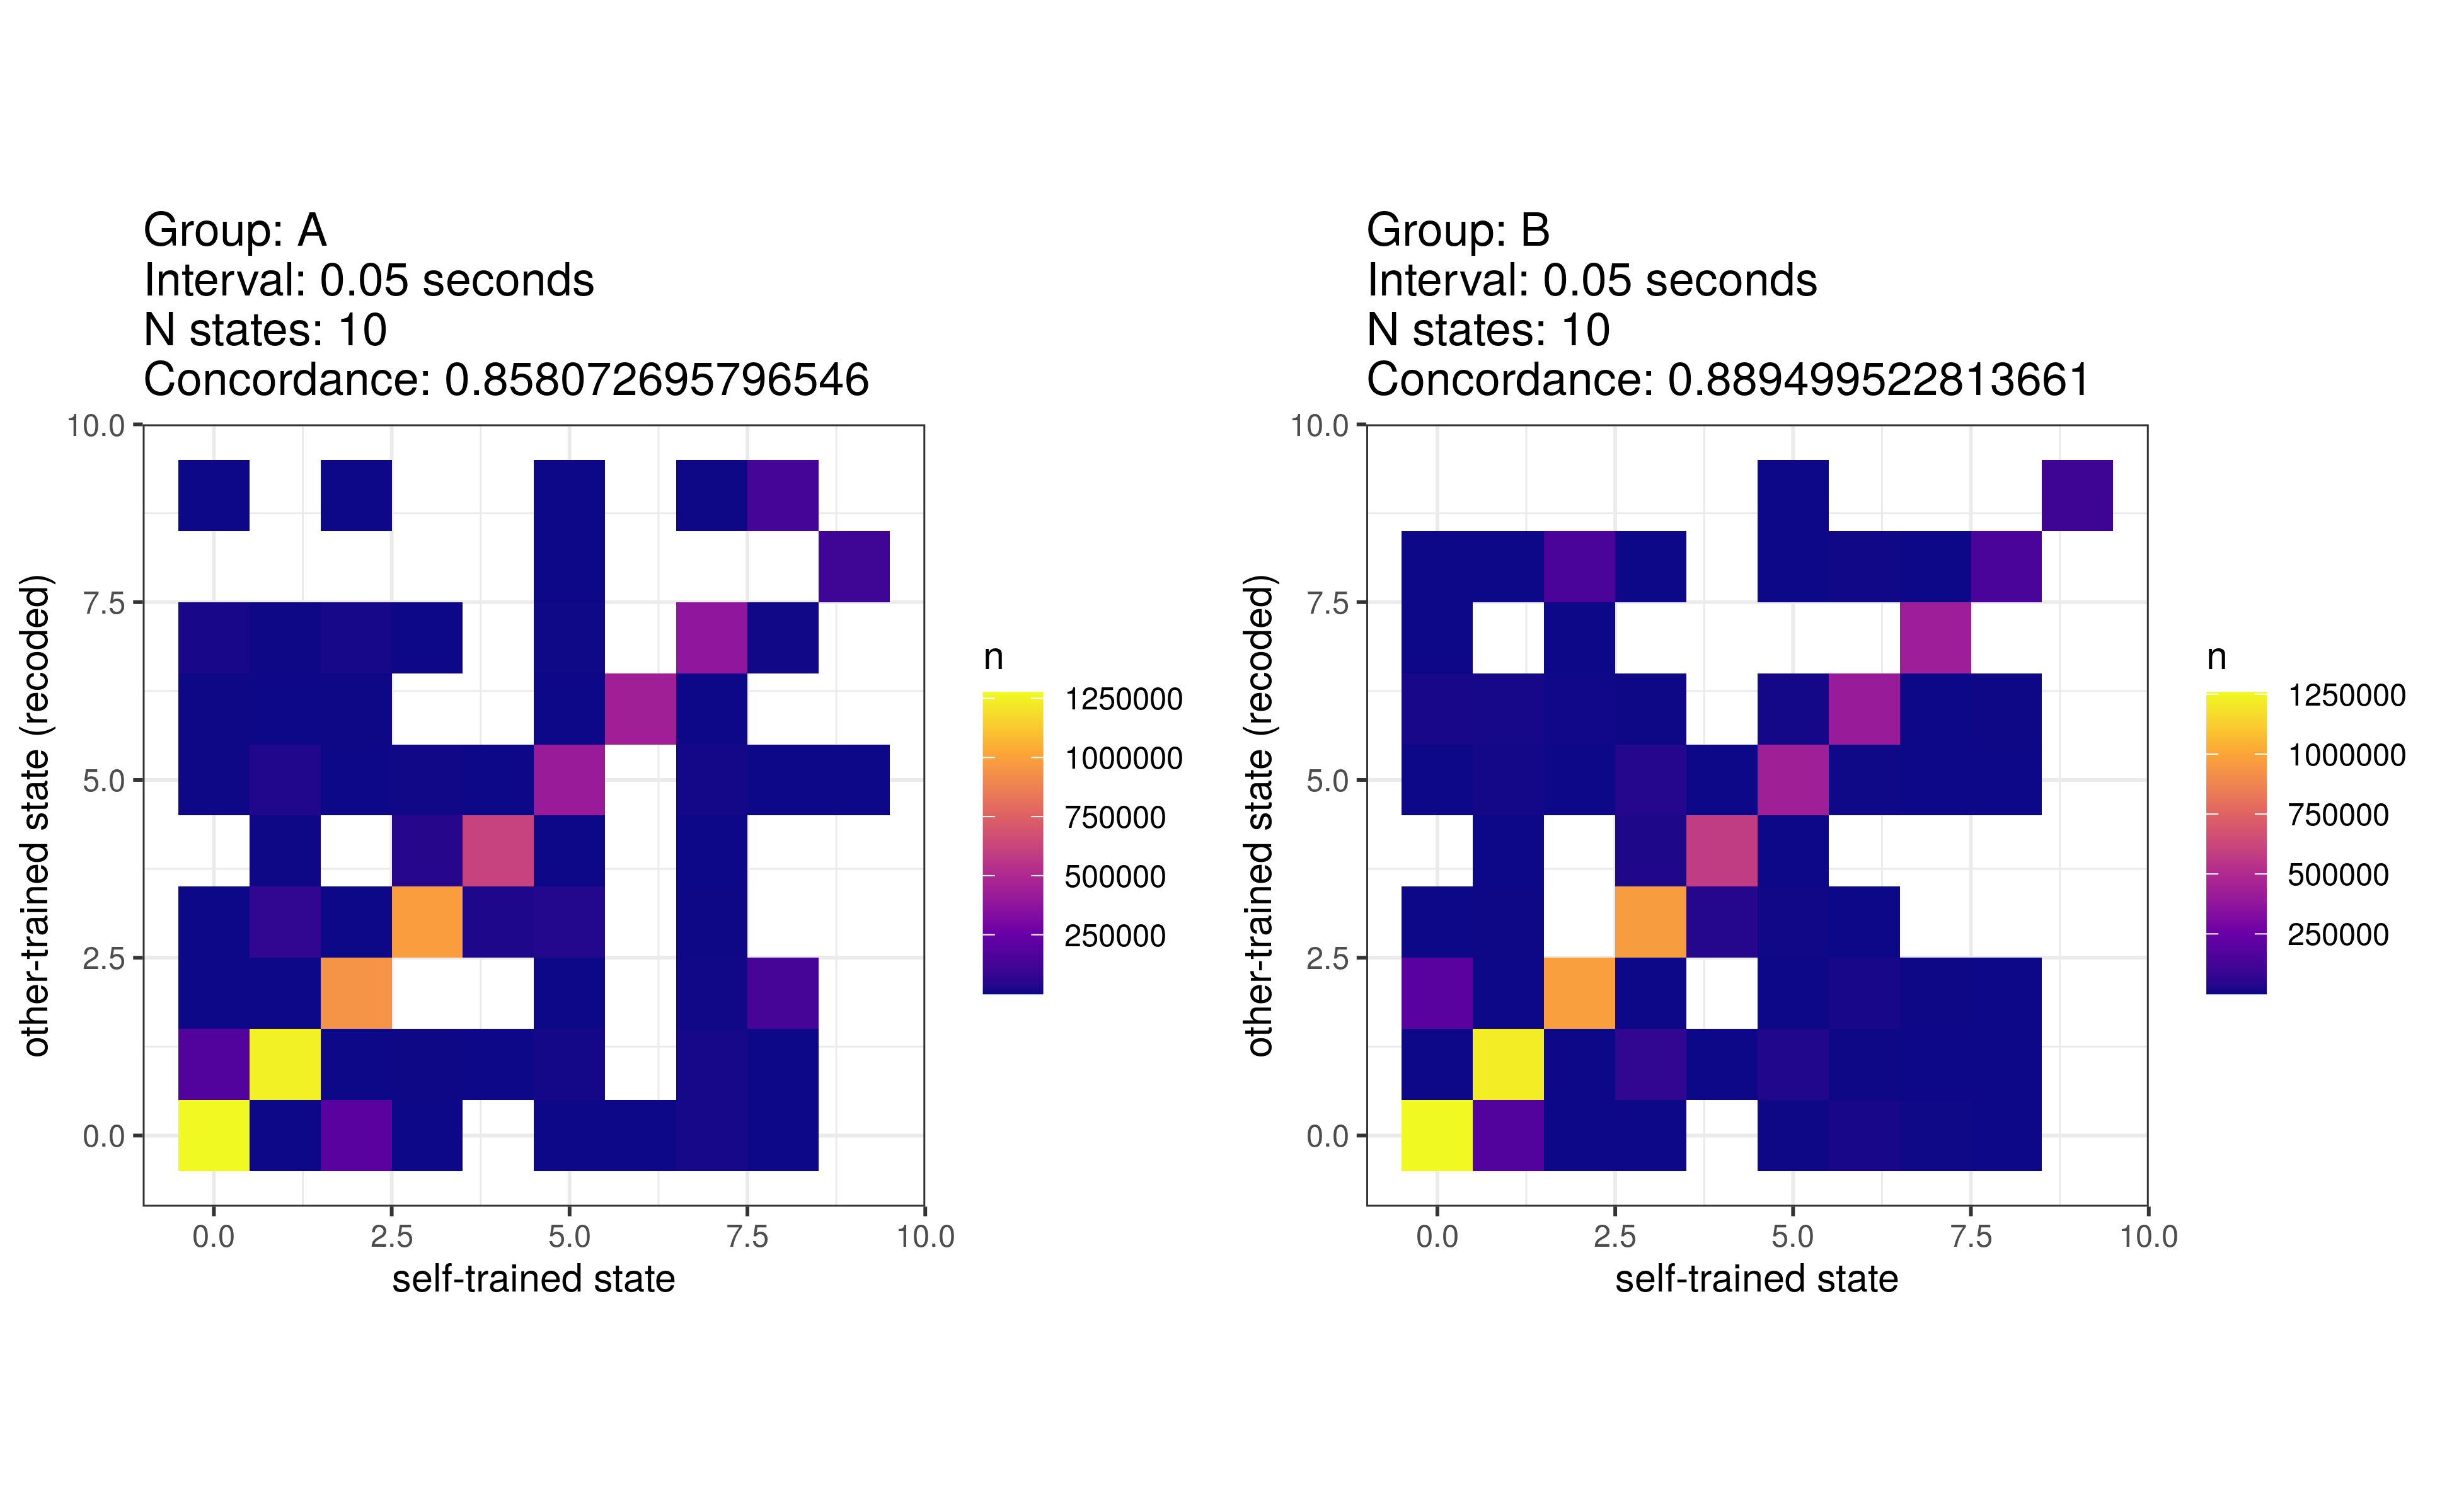 Group: A
Interval: 0.05 seconds
N states: 10
Concordance: 0.858072695796546
10.0
7.5
5.0
2.5
0.0
other-trained state (recoded)
0.0 2.5 5.0 7.5 10.0
self-trained state
n
1250000
1000000
750000
500000
250000
Group: B
Interval: 0.05 seconds
N states: 10
Concordance: 0.889499522813661
10.0
7.5
5.0
2.5
0.0
other-trained state (recoded)
0.0 2.5 5.0 7.5 10.0
self-trained state
n
1250000
1000000
750000
500000
250000